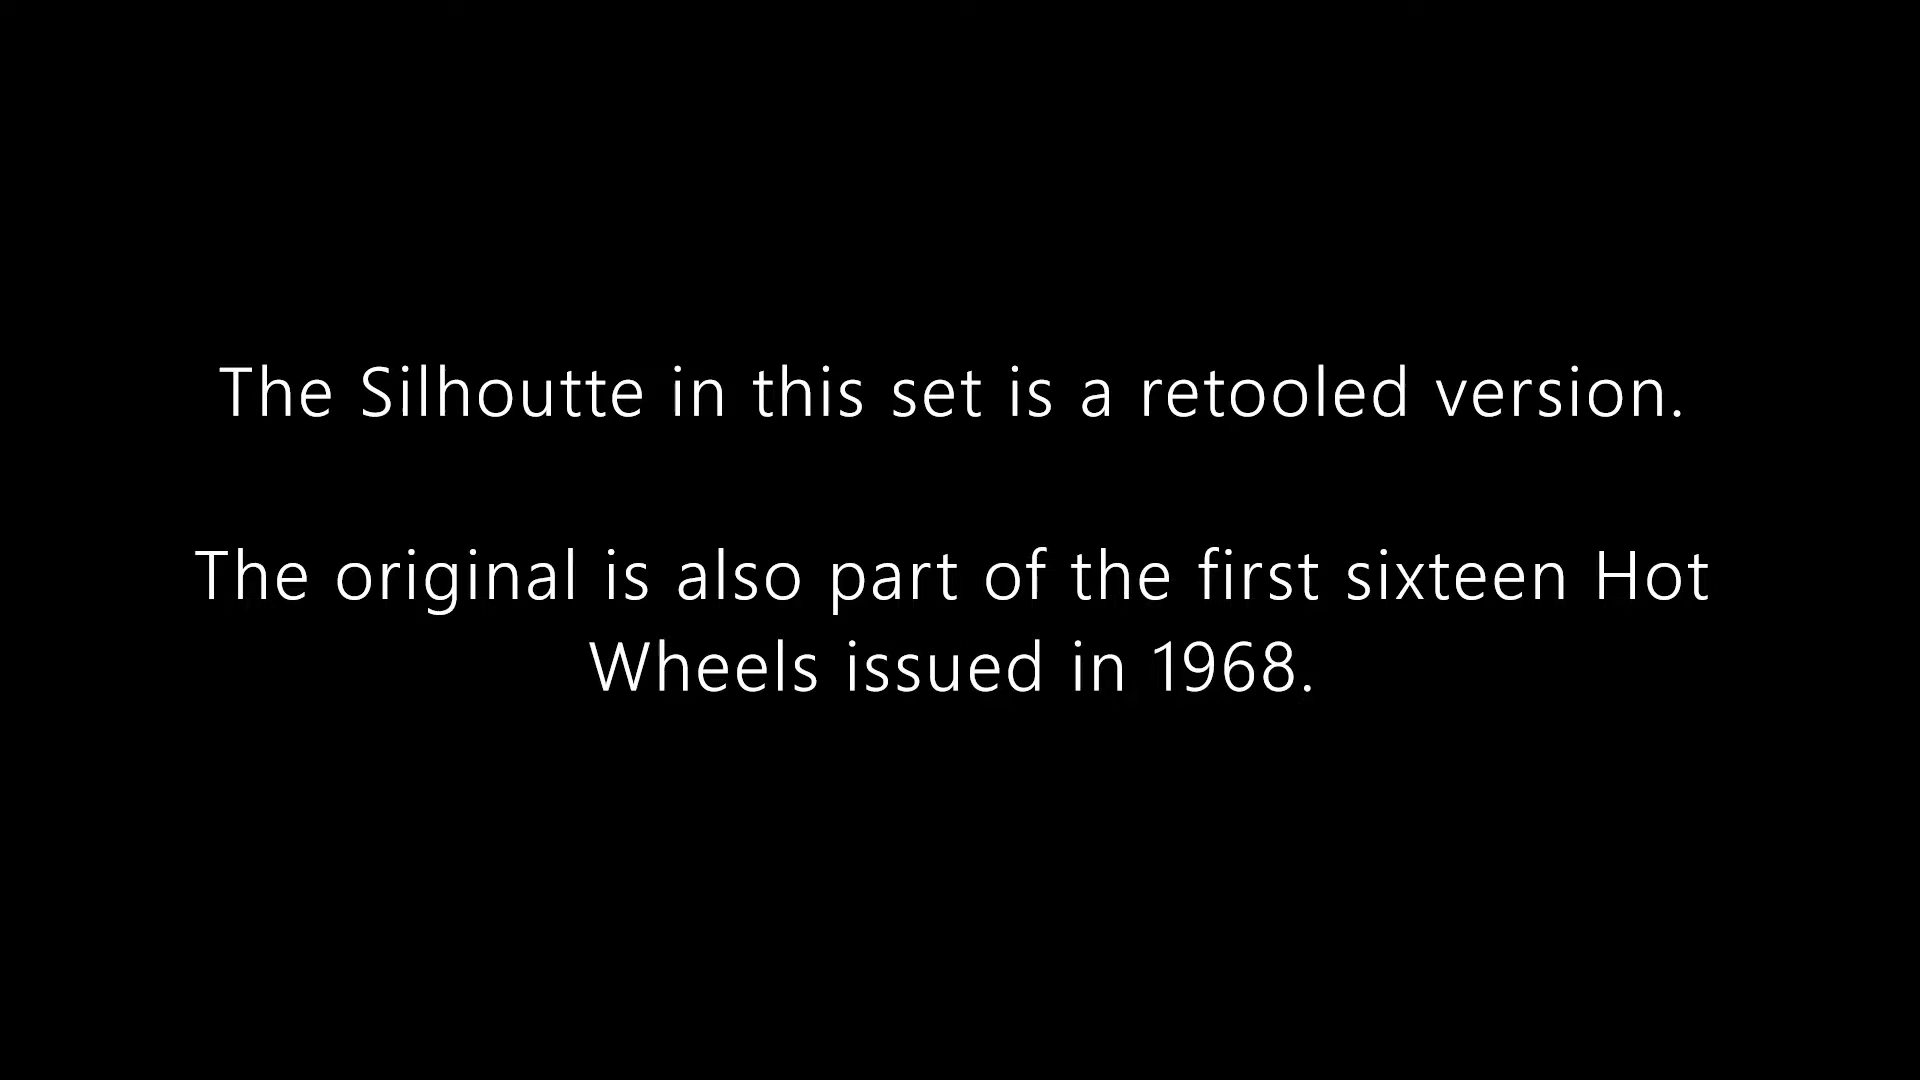 The Silhoutte in this set is a retooled version.
The original is also part of the first sixteen Hot
Wheels issued in 1968.